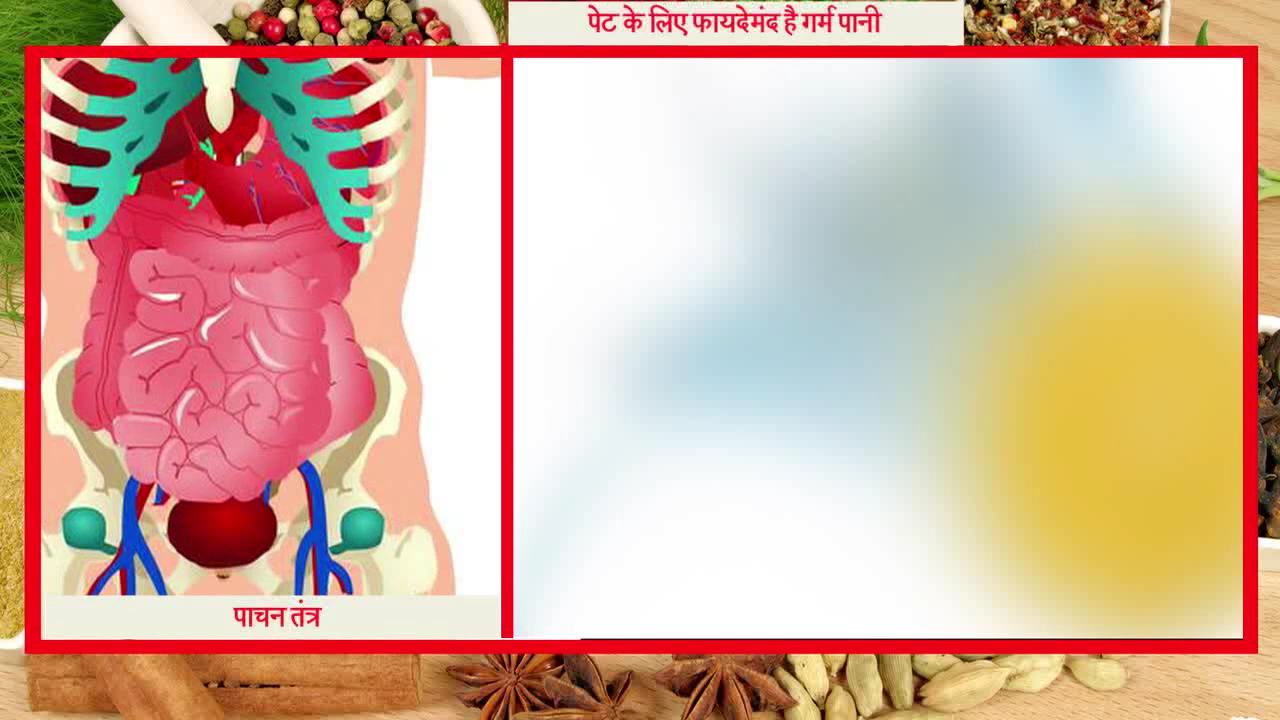 पेट के लिए फायदेमंद है गर्म पानी
पाचन तंत्र